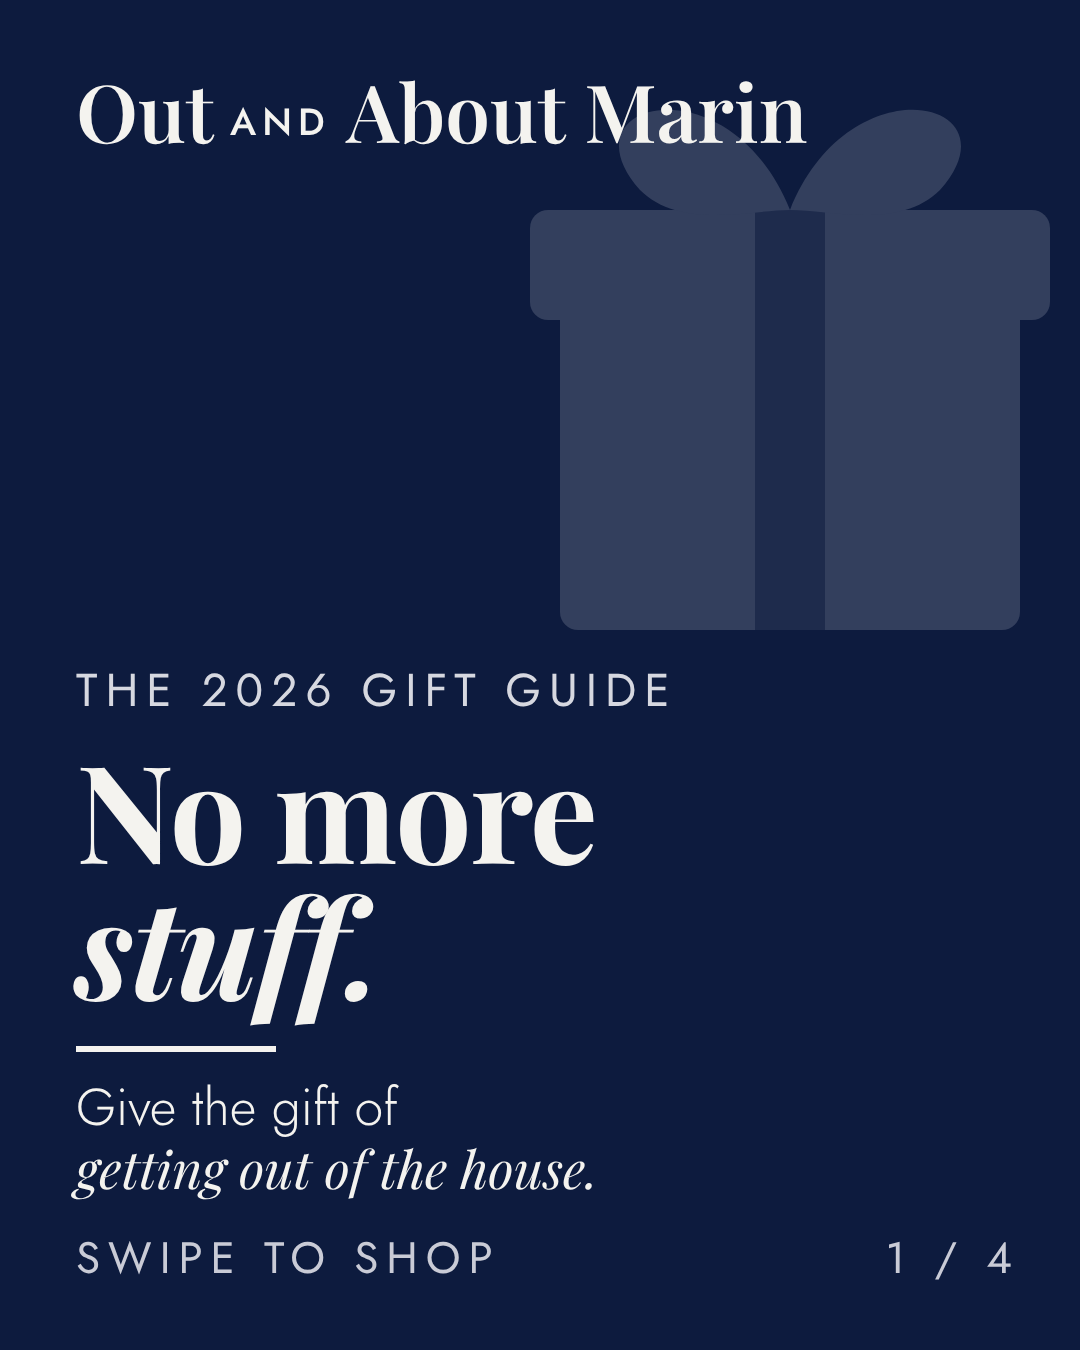 Out AND About Marin
THE 2026 GIFT GUIDE
No more
stuff.
Give the gift of
getting out of the house.
SWIPE TO SHOP
1 / 4